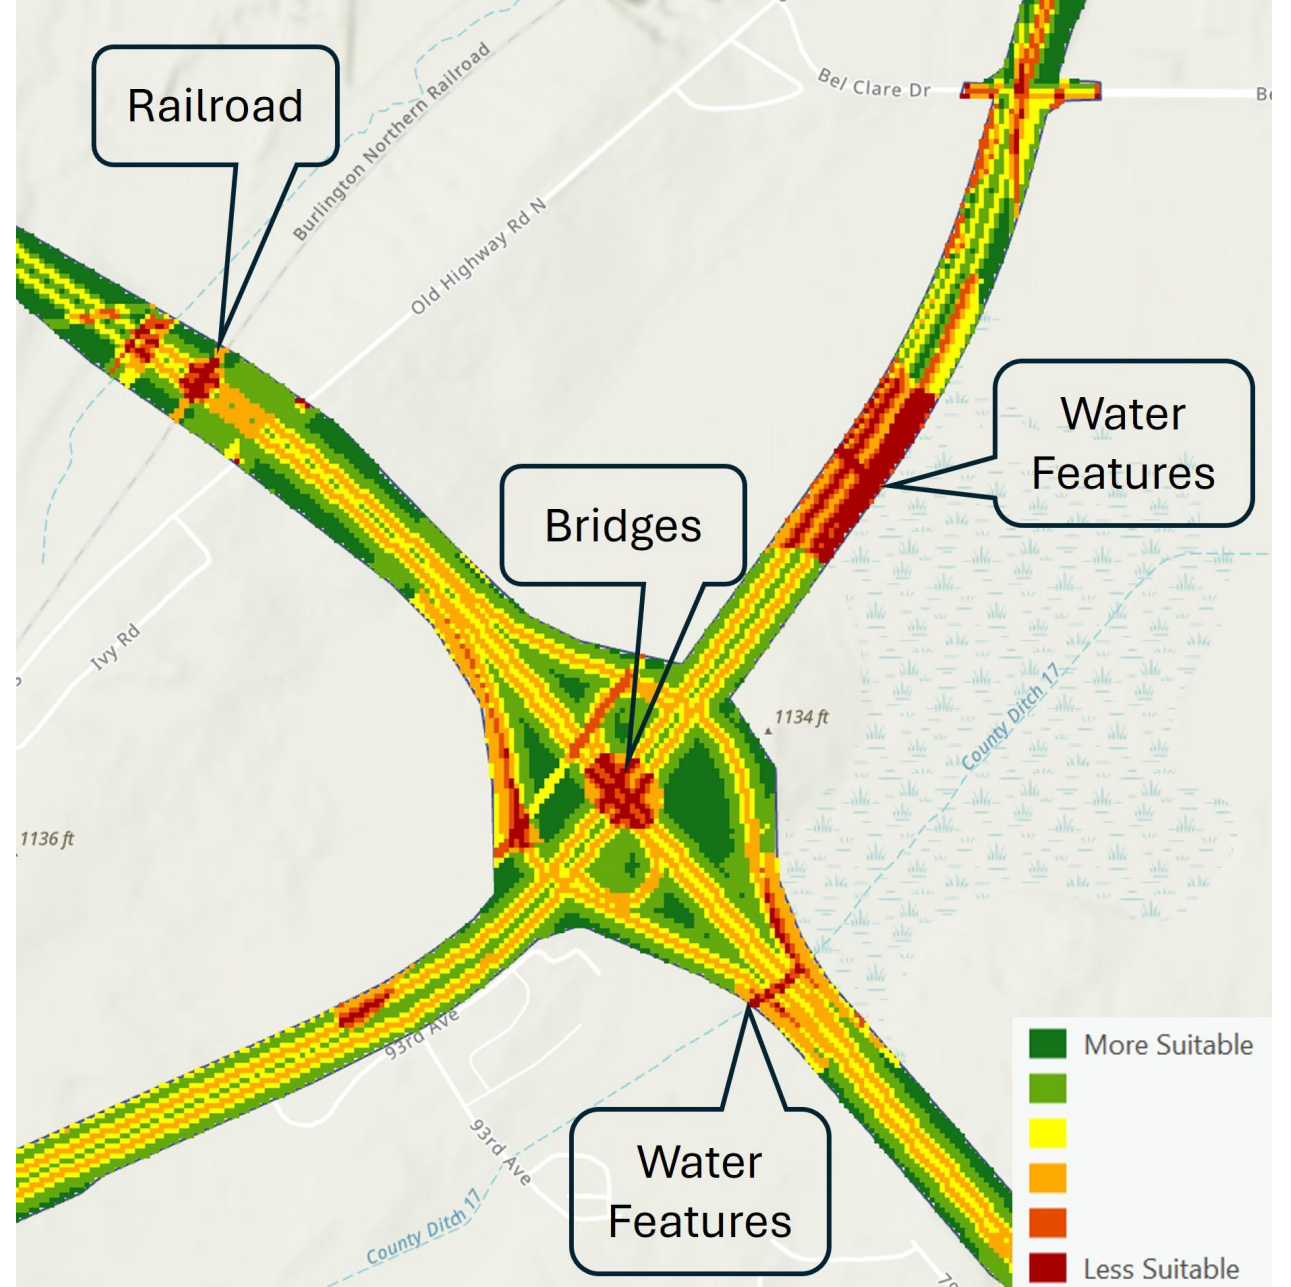 Railroad
Burlington Northern Railroad
Bel Clare Dr
Old Highway Rd N
Water
Features
Bridges
Ivy Rd
1134 ft
County Ditch 17
1136 ft
93rd Ave
93rd Ave
Water
Features
County Ditch 17
More Suitable
Less Suitable